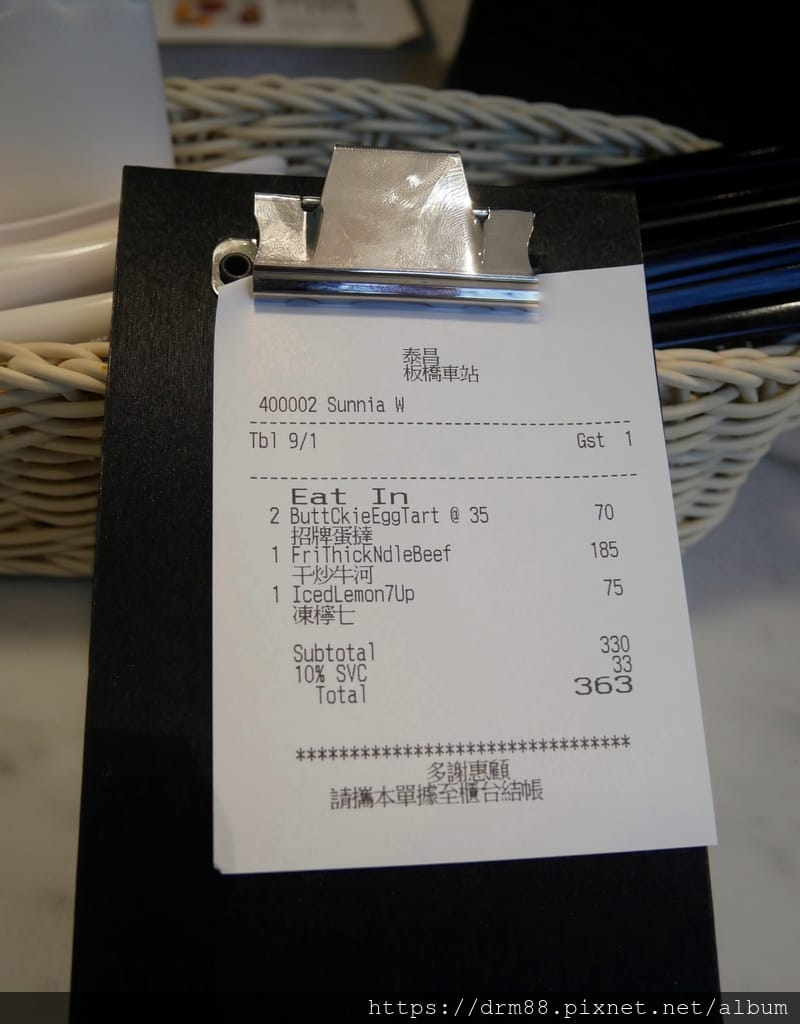 泰昌
板橋車站
400002 Sunnia W
Tbl 9/1 Gst 1
Eat In
2 ButtCkieEggTart @ 35 70
招牌蛋撻
1 FriThickNdleBeef 185
干炒牛河
1 IcedLemon7Up 75
凍檸七
Subtotal 330
10% SVC 33
Total 363
*******************************
多謝惠顧
請攜本單據至櫃台結帳
https://drm88.pixnet.net/album